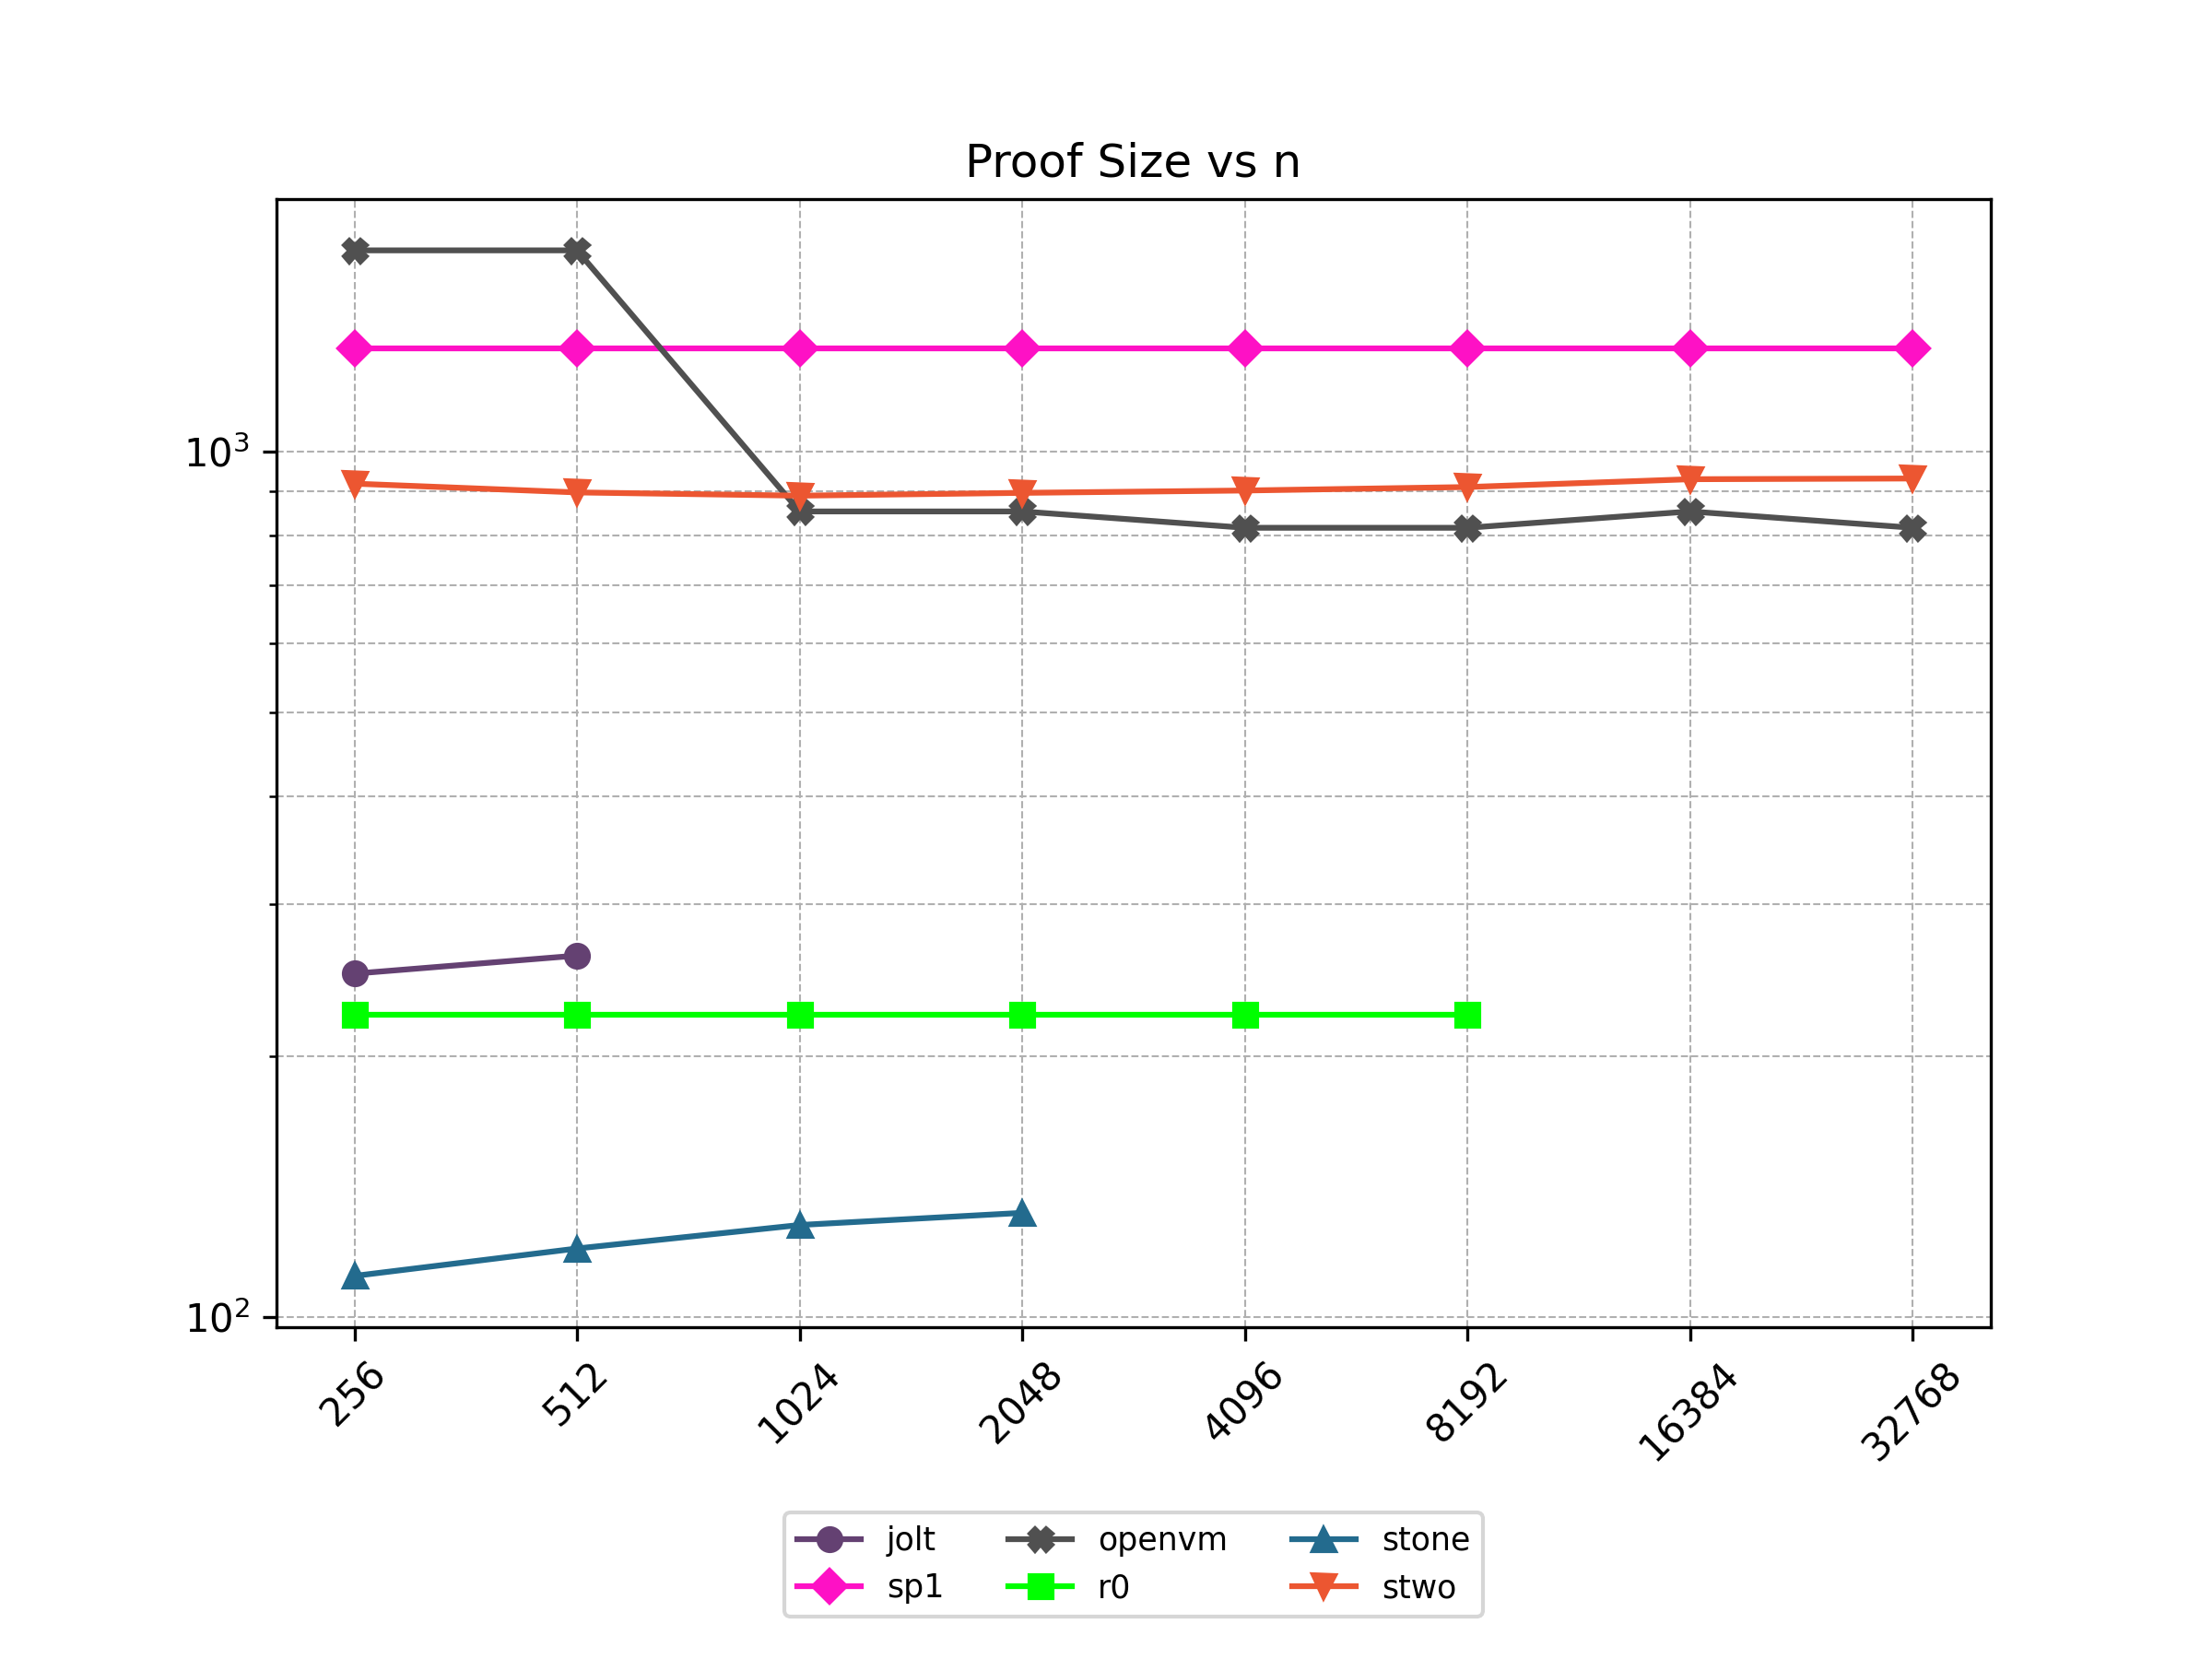 Proof Size vs n
10³
10²
256 512 1024 2048 4096 8192 16384 32768
jolt openvm stone
sp1 r0 stwo